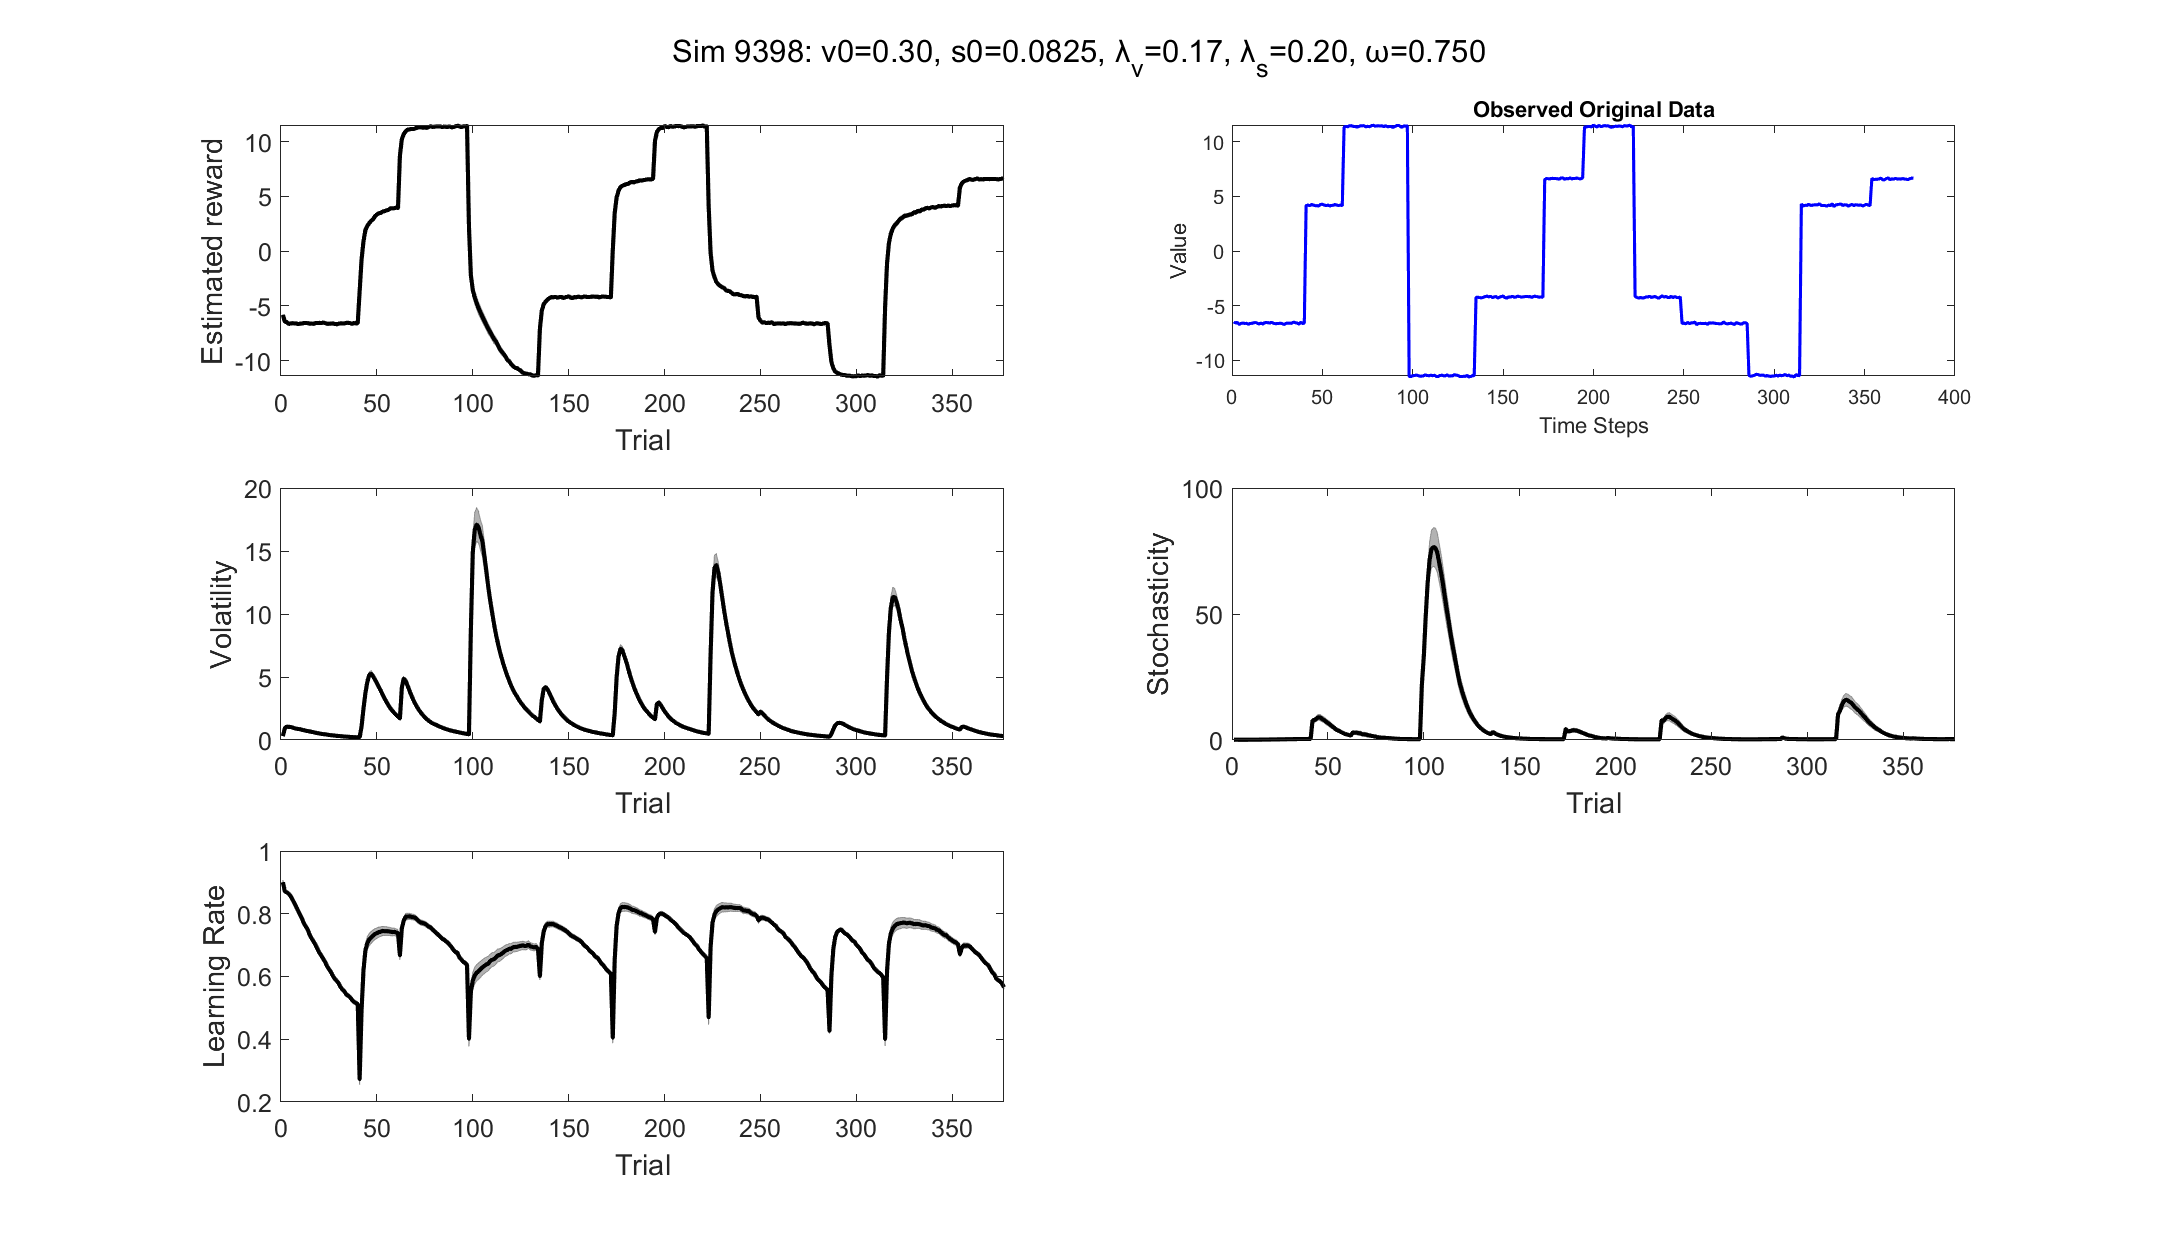 Sim 9398: v0=0.30, s0=0.0825, λv=0.17, λs=0.20, ω=0.750
Estimated reward
10
5
0
-5
-10
0 50 100 150 200 250 300 350
Trial
Observed Original Data
Value
10
5
0
-5
-10
0 50 100 150 200 250 300 350 400
Time Steps
Volatility
20
15
10
5
0
0 50 100 150 200 250 300 350
Trial
Stochasticity
100
50
0
0 50 100 150 200 250 300 350
Trial
Learning Rate
1
0.8
0.6
0.4
0.2
0 50 100 150 200 250 300 350
Trial